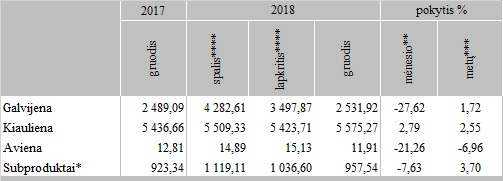 2017 2018 pokytis %
gruodis spalis**** lapkritis**** gruodis mėnesio** metų***
Galvijena 2 489,09 4 282,61 3 497,87 2 531,92 -27,62 1,72
Kiauliena 5 436,66 5 509,33 5 423,71 5 575,27 2,79 2,55
Aviena 12,81 14,89 15,13 11,91 -21,26 -6,96
Subproduktai* 923,34 1 119,11 1 036,60 957,54 -7,63 3,70